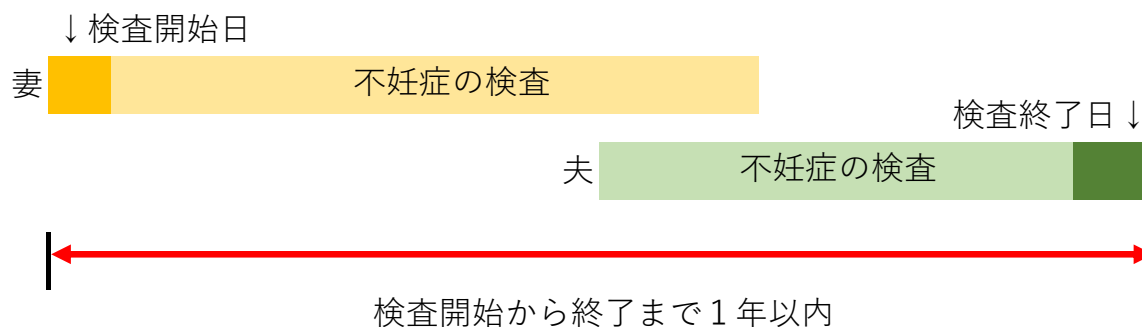 ↓検査開始日
妻 不妊症の検査
検査終了日↓
夫 不妊症の検査
検査開始から終了まで１年以内